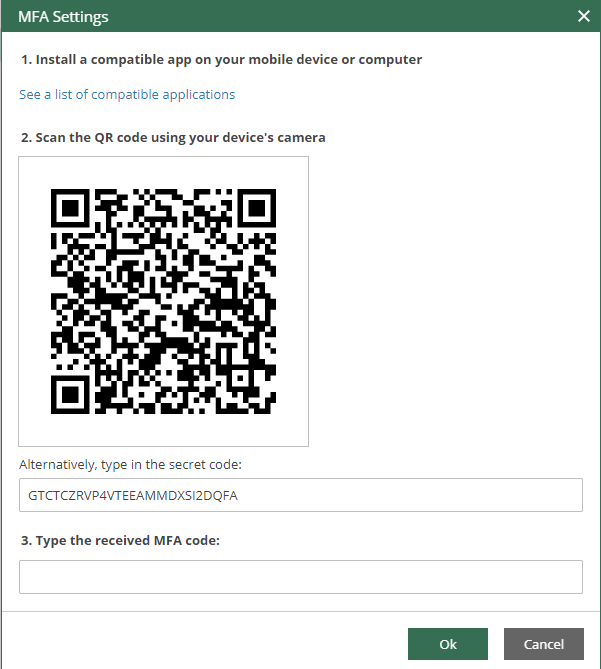 MFA Settings
1. Install a compatible app on your mobile device or computer
See a list of compatible applications
2. Scan the QR code using your device's camera
Alternatively, type in the secret code:
GTCTCZRVP4VTEEAMMDXSI2DQFA
3. Type the received MFA code:
Ok
Cancel